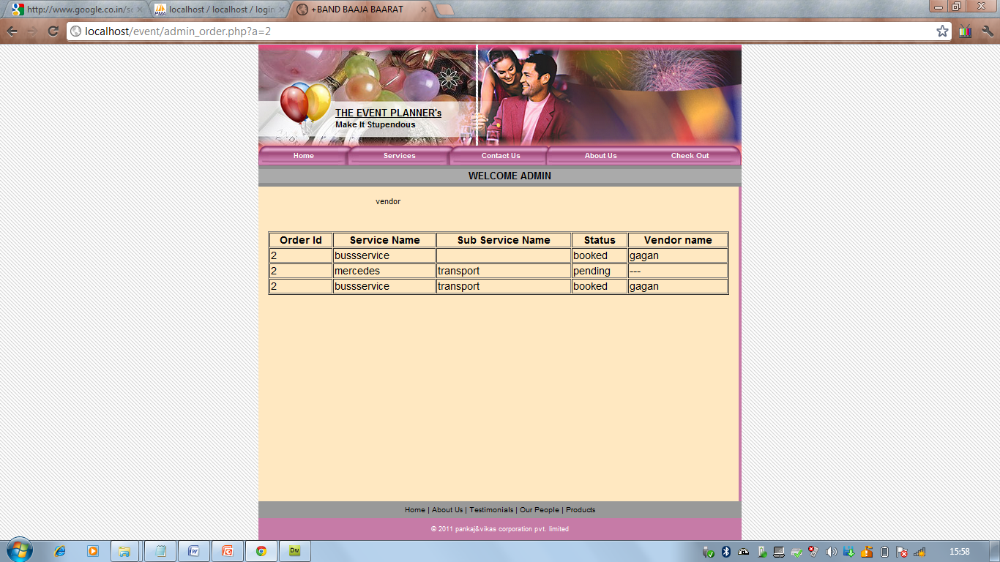 http://www.google.co.in/se
localhost / localhost / login
+BAND BAAJA BAARAT
localhost/event/admin_order.php?a=2
THE EVENT PLANNER's
Make It Stupendous
Home Services Contact Us About Us Check Out
WELCOME ADMIN
vendor
Order Id Service Name Sub Service Name Status Vendor name
2 bussservice booked gagan
2 mercedes transport pending ---
2 bussservice transport booked gagan
Home | About Us | Testimonials | Our People | Products
© 2011 pankaj&vikas corporation pvt. limited
Dw
15:58